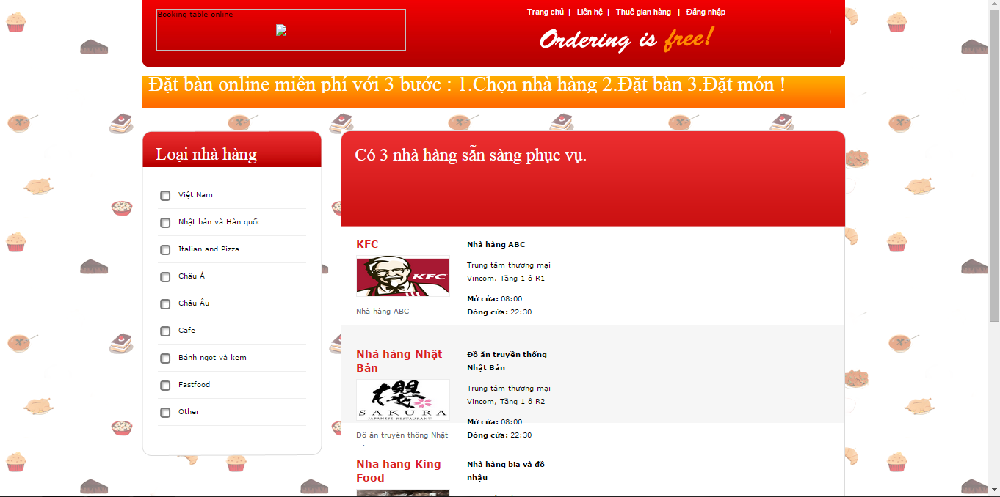 Booking table online
Trang chủ | Liên hệ | Thuê gian hàng | Đăng nhập
Ordering is free!
Đặt bàn online miễn phí với 3 bước : 1.Chọn nhà hàng 2.Đặt bàn 3.Đặt món !
Loại nhà hàng
Việt Nam
Nhật bản và Hàn quốc
Italian and Pizza
Châu Á
Châu Âu
Cafe
Bánh ngọt và kem
Fastfood
Other
Có 3 nhà hàng sẵn sàng phục vụ.
KFC
KFC
Nhà hàng ABC
Nhà hàng ABC
Trung tâm thương mại
Vincom, Tầng 1 ô R1
Mở cửa: 08:00
Đóng cửa: 22:30
Nhà hàng Nhật
Bản
櫻
SAKURA
JAPANESE RESTAURANT
Đồ ăn truyền thống Nhật
Đồ ăn truyền thống
Nhật Bản
Trung tâm thương mại
Vincom, Tầng 1 ô R2
Mở cửa: 08:00
Đóng cửa: 22:30
Nha hang King
Food
Nhà hàng bia và đồ
nhậu